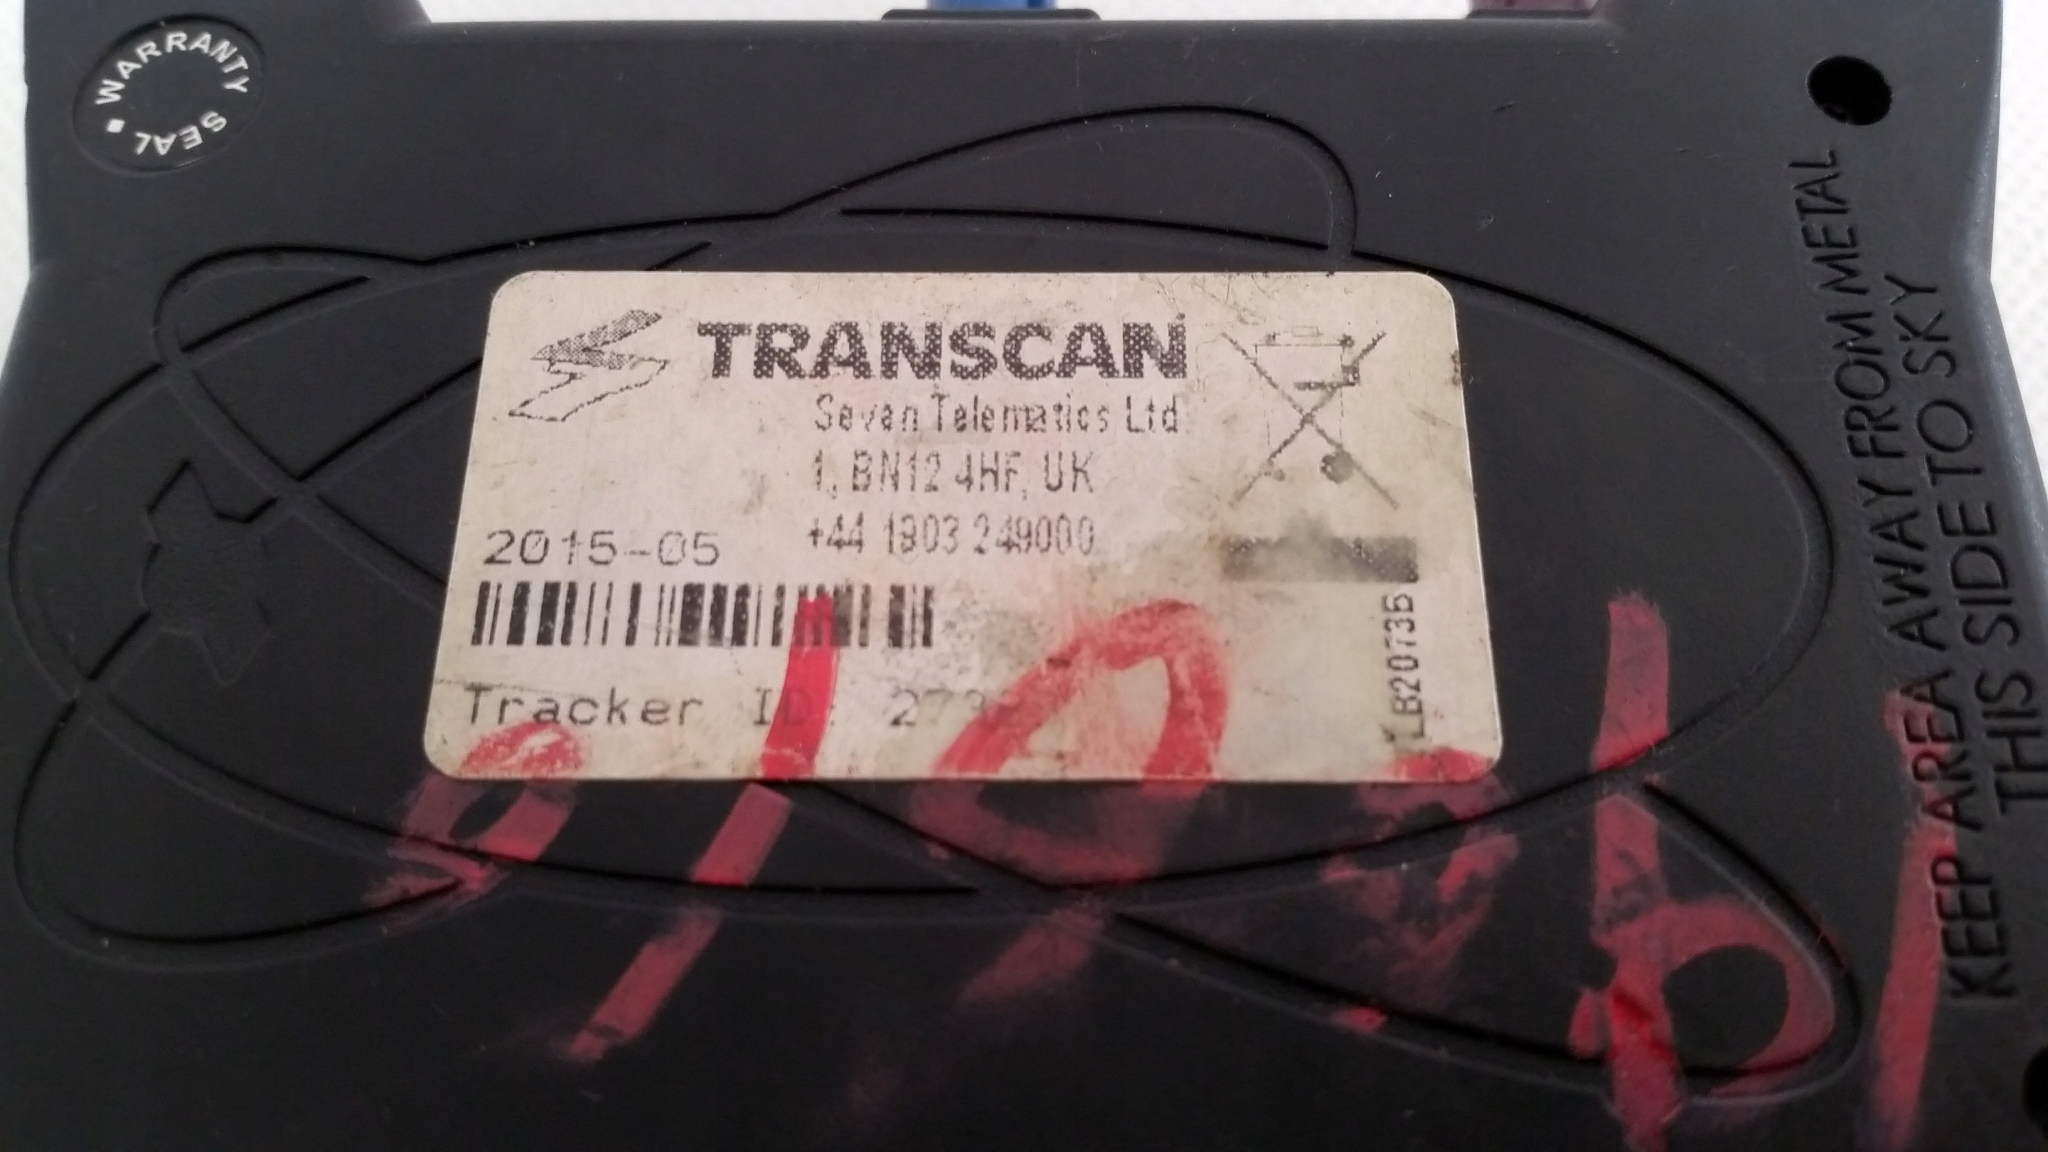 WARRANTY SEAL
TRANSCAN
Seven Telematics Ltd
1, BN12 4HF, UK
+44 1903 249000
2015-05
Tracker ID:
LB2073B
KEEP AREA AWAY FROM METAL
THIS SIDE TO SKY